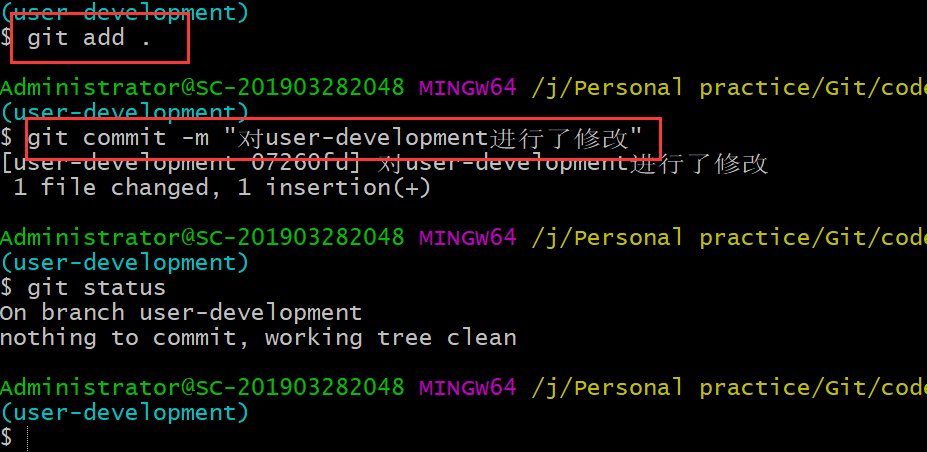 (user-development)
$ git add .
Administrator@SC-201903282048 MINGW64 /j/Personal practice/Git/code
(user-development)
$ git commit -m "对user-development进行了修改"
[user-development 07260fd] 对user-development进行了修改
 1 file changed, 1 insertion(+)
Administrator@SC-201903282048 MINGW64 /j/Personal practice/Git/code
(user-development)
$ git status
On branch user-development
nothing to commit, working tree clean
Administrator@SC-201903282048 MINGW64 /j/Personal practice/Git/code
(user-development)
$